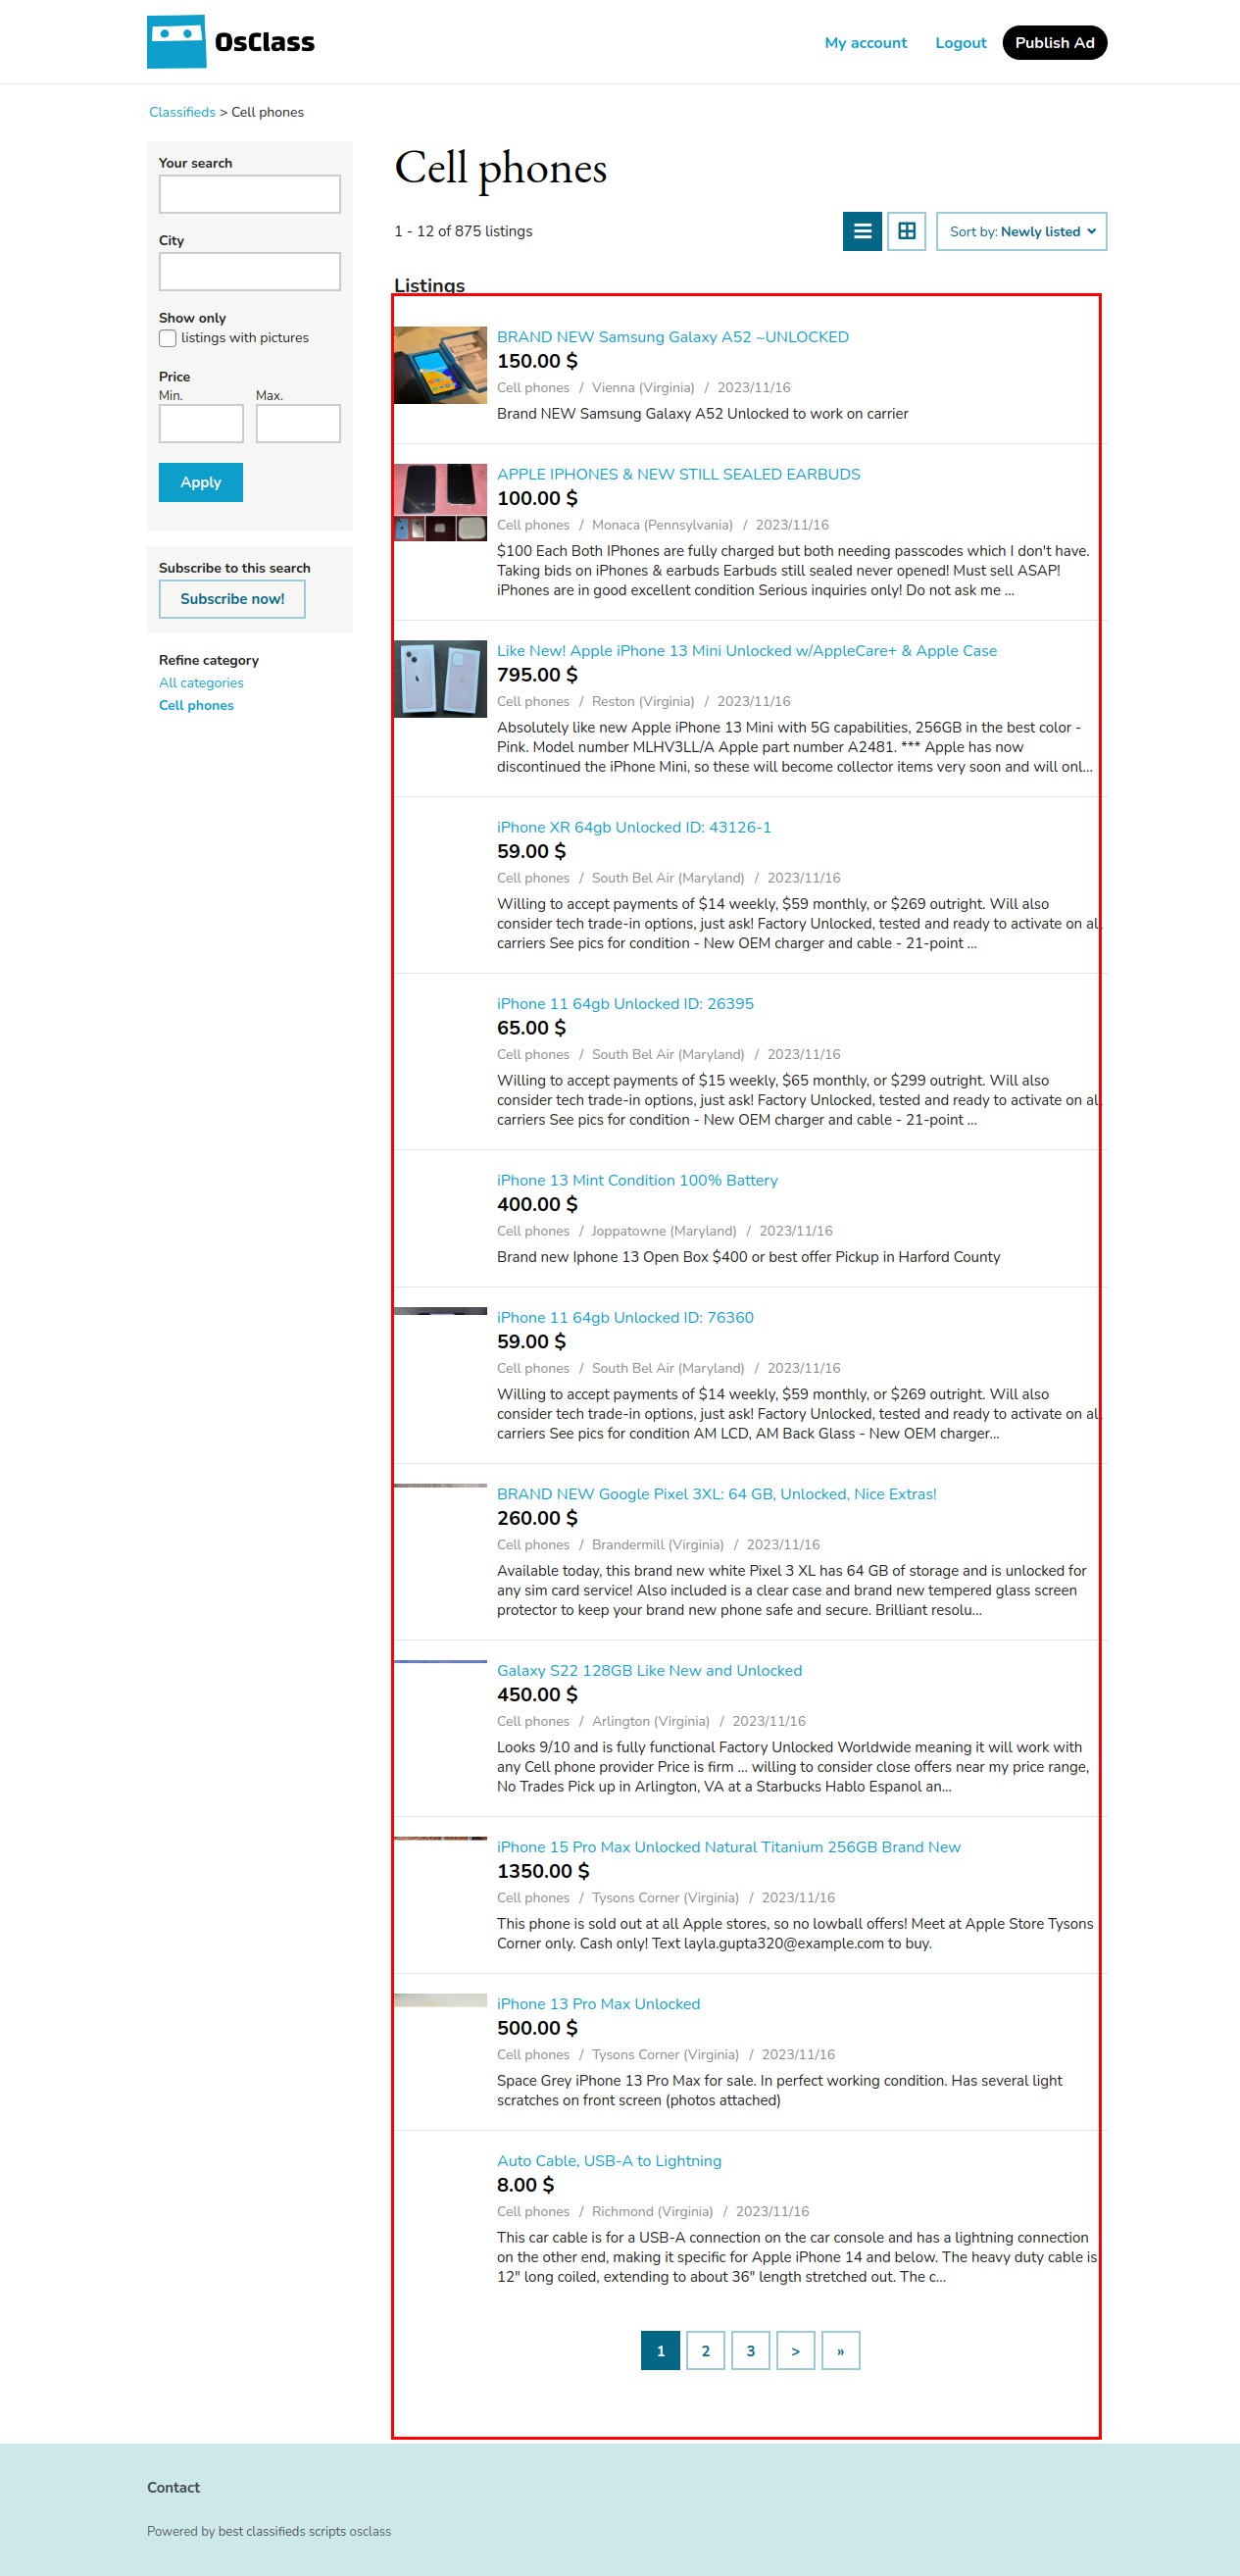 OsClass
My account
Logout
Publish Ad
Classifieds > Cell phones
Your search
City
Show only
listings with pictures
Price
Min.
Max.
Apply
Subscribe to this search
Subscribe now!
Refine category
All categories
Cell phones
Cell phones
1 - 12 of 875 listings
Sort by: Newly listed
Listings
BRAND NEW Samsung Galaxy A52 ~UNLOCKED
150.00 $
Cell phones / Vienna (Virginia) / 2023/11/16
Brand NEW Samsung Galaxy A52 Unlocked to work on carrier
APPLE IPHONES & NEW STILL SEALED EARBUDS
100.00 $
Cell phones / Monaca (Pennsylvania) / 2023/11/16
$100 Each Both IPhones are fully charged but both needing passcodes which I don't have.
Taking bids on iPhones & earbuds Earbuds still sealed never opened! Must sell ASAP!
iPhones are in good excellent condition Serious inquiries only! Do not ask me ...
Like New! Apple iPhone 13 Mini Unlocked w/AppleCare+ & Apple Case
795.00 $
Cell phones / Reston (Virginia) / 2023/11/16
Absolutely like new Apple iPhone 13 Mini with 5G capabilities, 256GB in the best color -
Pink. Model number MLHV3LL/A Apple part number A2481. *** Apple has now
discontinued the iPhone Mini, so these will become collector items very soon and will onl...
iPhone XR 64gb Unlocked ID: 43126-1
59.00 $
Cell phones / South Bel Air (Maryland) / 2023/11/16
Willing to accept payments of $14 weekly, $59 monthly, or $269 outright. Will also
consider tech trade-in options, just ask! Factory Unlocked, tested and ready to activate on all
carriers See pics for condition - New OEM charger and cable - 21-point ...
iPhone 11 64gb Unlocked ID: 26395
65.00 $
Cell phones / South Bel Air (Maryland) / 2023/11/16
Willing to accept payments of $15 weekly, $65 monthly, or $299 outright. Will also
consider tech trade-in options, just ask! Factory Unlocked, tested and ready to activate on all
carriers See pics for condition - New OEM charger and cable - 21-point ...
iPhone 13 Mint Condition 100% Battery
400.00 $
Cell phones / Joppatowne (Maryland) / 2023/11/16
Brand new Iphone 13 Open Box $400 or best offer Pickup in Harford County
iPhone 11 64gb Unlocked ID: 76360
59.00 $
Cell phones / South Bel Air (Maryland) / 2023/11/16
Willing to accept payments of $14 weekly, $59 monthly, or $269 outright. Will also
consider tech trade-in options, just ask! Factory Unlocked, tested and ready to activate on all
carriers See pics for condition AM LCD, AM Back Glass - New OEM charger...
BRAND NEW Google Pixel 3XL: 64 GB, Unlocked, Nice Extras!
260.00 $
Cell phones / Brandermill (Virginia) / 2023/11/16
Available today, this brand new white Pixel 3 XL has 64 GB of storage and is unlocked for
any sim card service! Also included is a clear case and brand new tempered glass screen
protector to keep your brand new phone safe and secure. Brilliant resolu...
Galaxy S22 128GB Like New and Unlocked
450.00 $
Cell phones / Arlington (Virginia) / 2023/11/16
Looks 9/10 and is fully functional Factory Unlocked Worldwide meaning it will work with
any Cell phone provider Price is firm ... willing to consider close offers near my price range,
No Trades Pick up in Arlington, VA at a Starbucks Hablo Espanol an...
iPhone 15 Pro Max Unlocked Natural Titanium 256GB Brand New
1350.00 $
Cell phones / Tysons Corner (Virginia) / 2023/11/16
This phone is sold out at all Apple stores, so no lowball offers! Meet at Apple Store Tysons
Corner only. Cash only! Text layla.gupta320@example.com to buy.
iPhone 13 Pro Max Unlocked
500.00 $
Cell phones / Tysons Corner (Virginia) / 2023/11/16
Space Grey iPhone 13 Pro Max for sale. In perfect working condition. Has several light
scratches on front screen (photos attached)
Auto Cable, USB-A to Lightning
8.00 $
Cell phones / Richmond (Virginia) / 2023/11/16
This car cable is for a USB-A connection on the car console and has a lightning connection
on the other end, making it specific for Apple iPhone 14 and below. The heavy duty cable is
12" long coiled, extending to about 36" length stretched out. The c...
1 2 3 > »
Contact
Powered by best classifieds scripts osclass